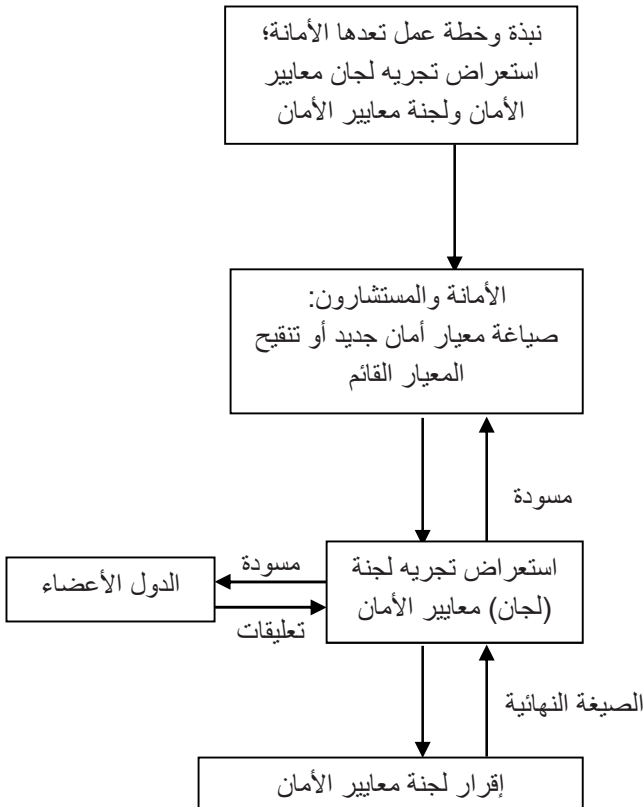 نبذة وخطة عمل تعدها الأمانة؛
استعراض تجريه لجان معايير
الأمان ولجنة معايير الأمان
الأمانة والمستشارون:
صياغة معيار أمان جديد أو تنقيح
المعيار القائم
مسودة
استعراض تجريه لجنة
(لجان) معايير الأمان
مسودة
الدول الأعضاء
تعليقات
الصيغة النهائية
إقرار لجنة معايير الأمان